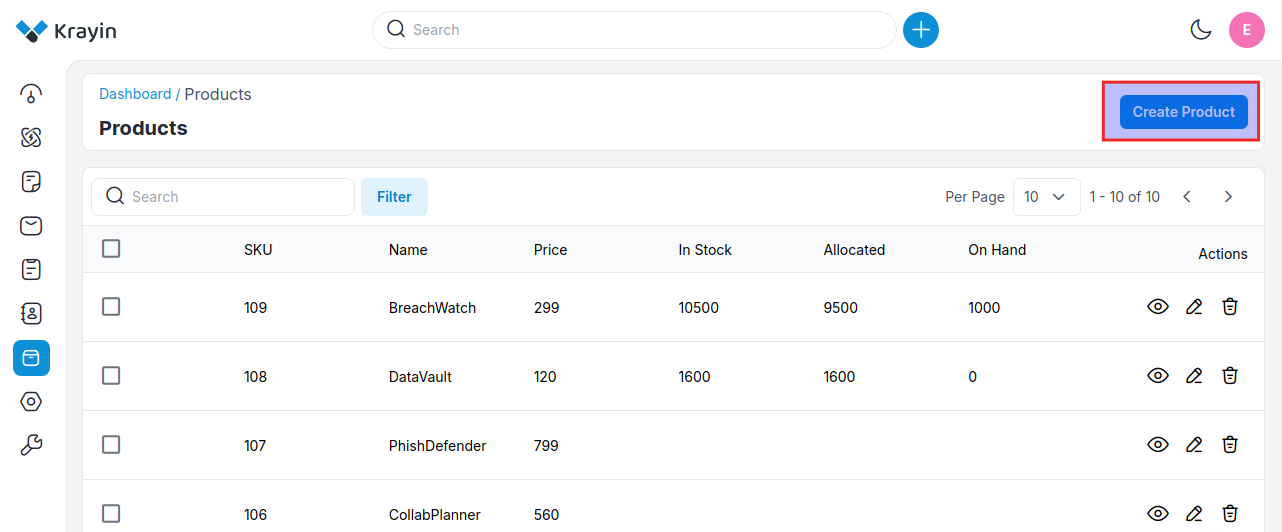 Krayin
Search
E
Dashboard / Products
Products
Create Product
Search
Filter
Per Page
10
1 - 10 of 10
SKU Name Price In Stock Allocated On Hand Actions
109 BreachWatch 299 10500 9500 1000
108 DataVault 120 1600 1600 0
107 PhishDefender 799
106 CollabPlanner 560